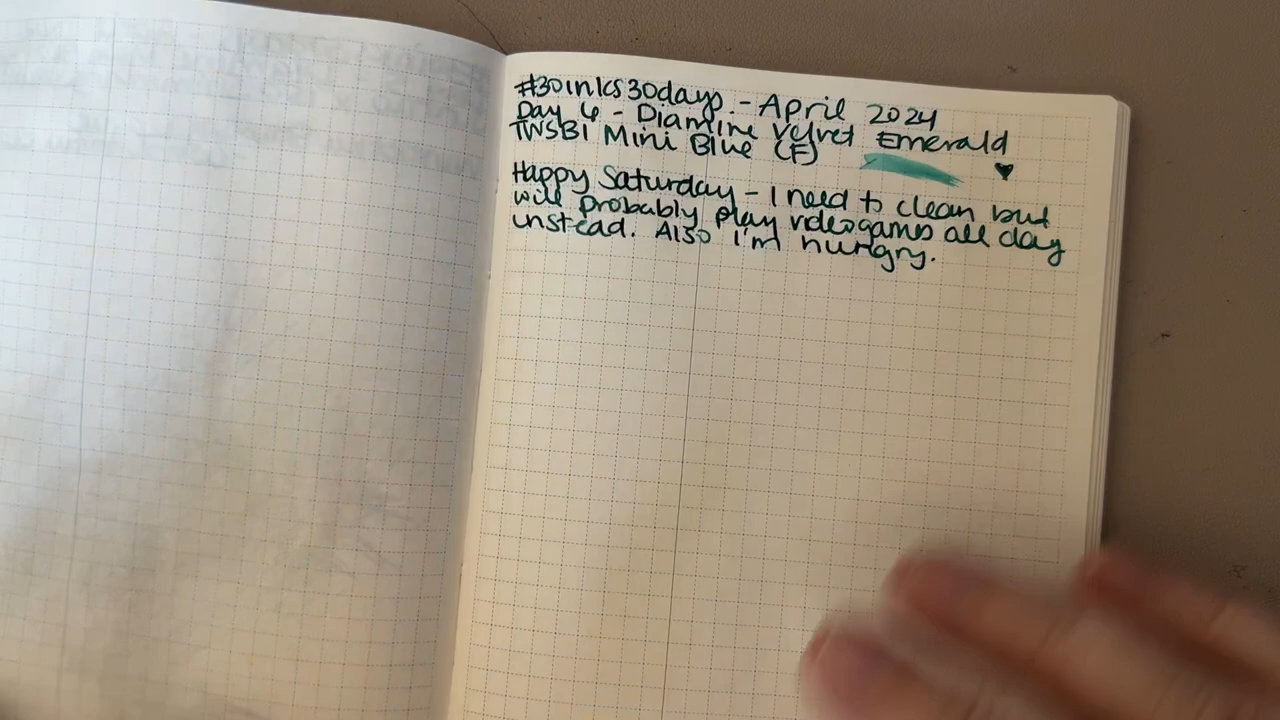 #30inks30days - April 2024
Day 6 - Diamine Velvet Emerald
TWSBI Mini Blue (F)
Happy Saturday - I need to clean but
will probably play videogames all day
instead. Also I'm hungry.